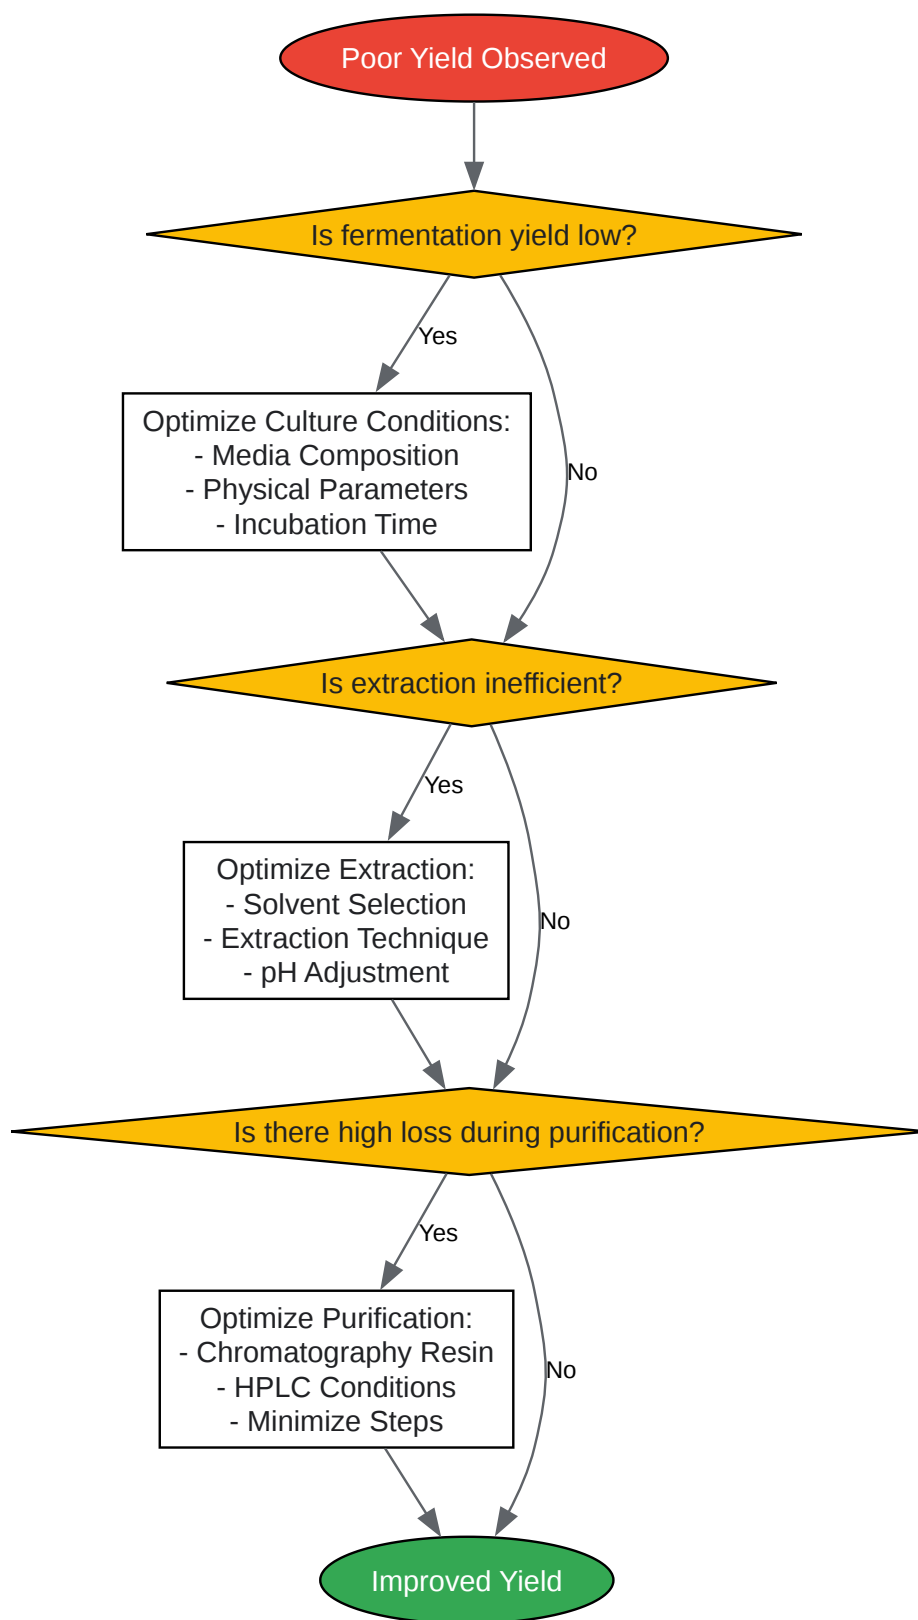 Poor Yield Observed
Is fermentation yield low?
Yes
Optimize Culture Conditions:
- Media Composition
- Physical Parameters
- Incubation Time
No
Is extraction inefficient?
Yes
Optimize Extraction:
- Solvent Selection
- Extraction Technique
- pH Adjustment
No
Is there high loss during purification?
Yes
Optimize Purification:
- Chromatography Resin
- HPLC Conditions
- Minimize Steps
No
Improved Yield